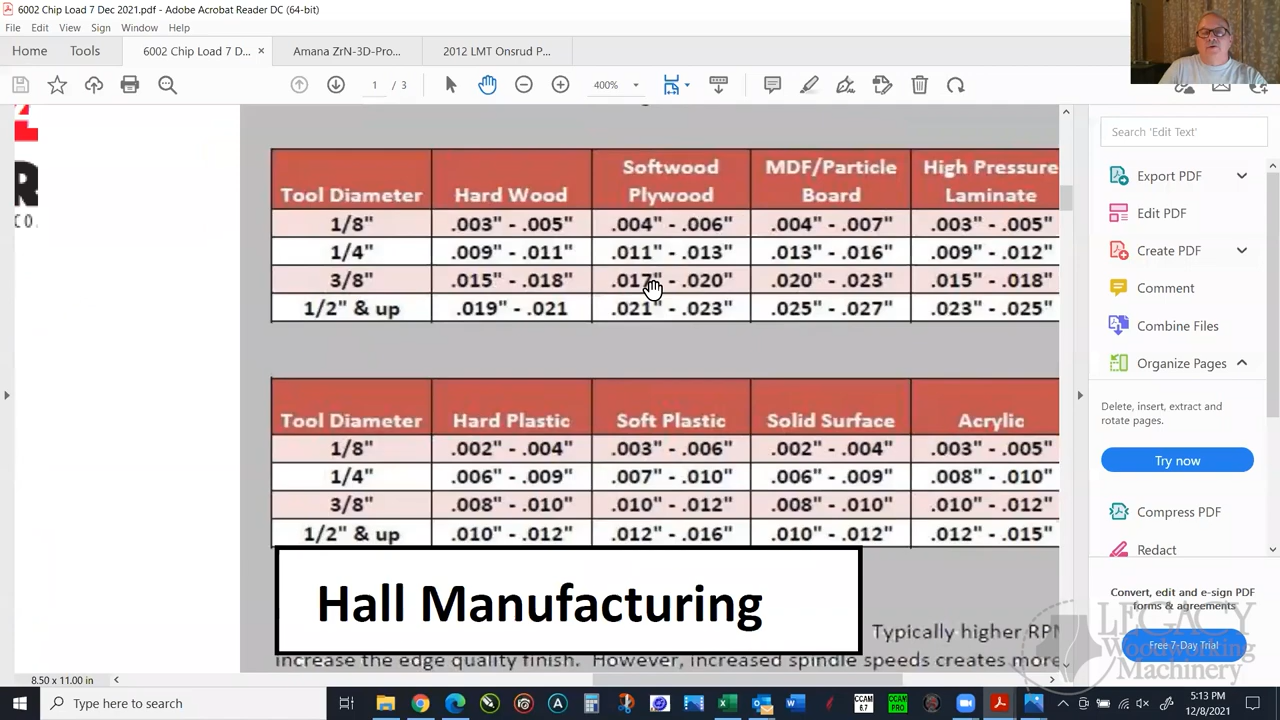 6002 Chip Load 7 Dec 2021.pdf - Adobe Acrobat Reader DC (64-bit)
File Edit View Sign Window Help
Home Tools 6002 Chip Load 7 D... × Amana ZrN-3D-Pro... 2012 LMT Onsrud P...
1 / 3 400%
CO.
Tool Diameter Hard Wood Softwood Plywood MDF/Particle Board High Pressure Laminate
1/8" .003" - .005" .004" - .006" .004" - .007" .003" - .005"
1/4" .009" - .011" .011" - .013" .013" - .016" .009" - .012"
3/8" .015" - .018" .017" - .020" .020" - .023" .015" - .018"
1/2" & up .019" - .021 .021" - .023" .025" - .027" .023" - .025"
Tool Diameter Hard Plastic Soft Plastic Solid Surface Acrylic
1/8" .002" - .004" .003" - .006" .002" - .004" .003" - .005"
1/4" .006" - .009" .007" - .010" .006" - .009" .008" - .010"
3/8" .008" - .010" .010" - .012" .008" - .010" .010" - .012"
1/2" & up .010" - .012" .012" - .016" .010" - .012" .012" - .015"
Hall Manufacturing
Typically higher RPM
increase the edge quality finish. However, increased spindle speeds creates more
8.50 x 11.00 in
Search 'Edit Text'
Export PDF
Edit PDF
Create PDF
Comment
Combine Files
Organize Pages
Delete, insert, extract and
rotate pages.
Try now
Compress PDF
Redact
Convert, edit and e-sign PDF
forms & agreements
Free 7-Day Trial
LEGACY
Woodworking
Machinery
Type here to search
CCAM 6.7
CCAM PRO
5:13 PM
12/8/2021